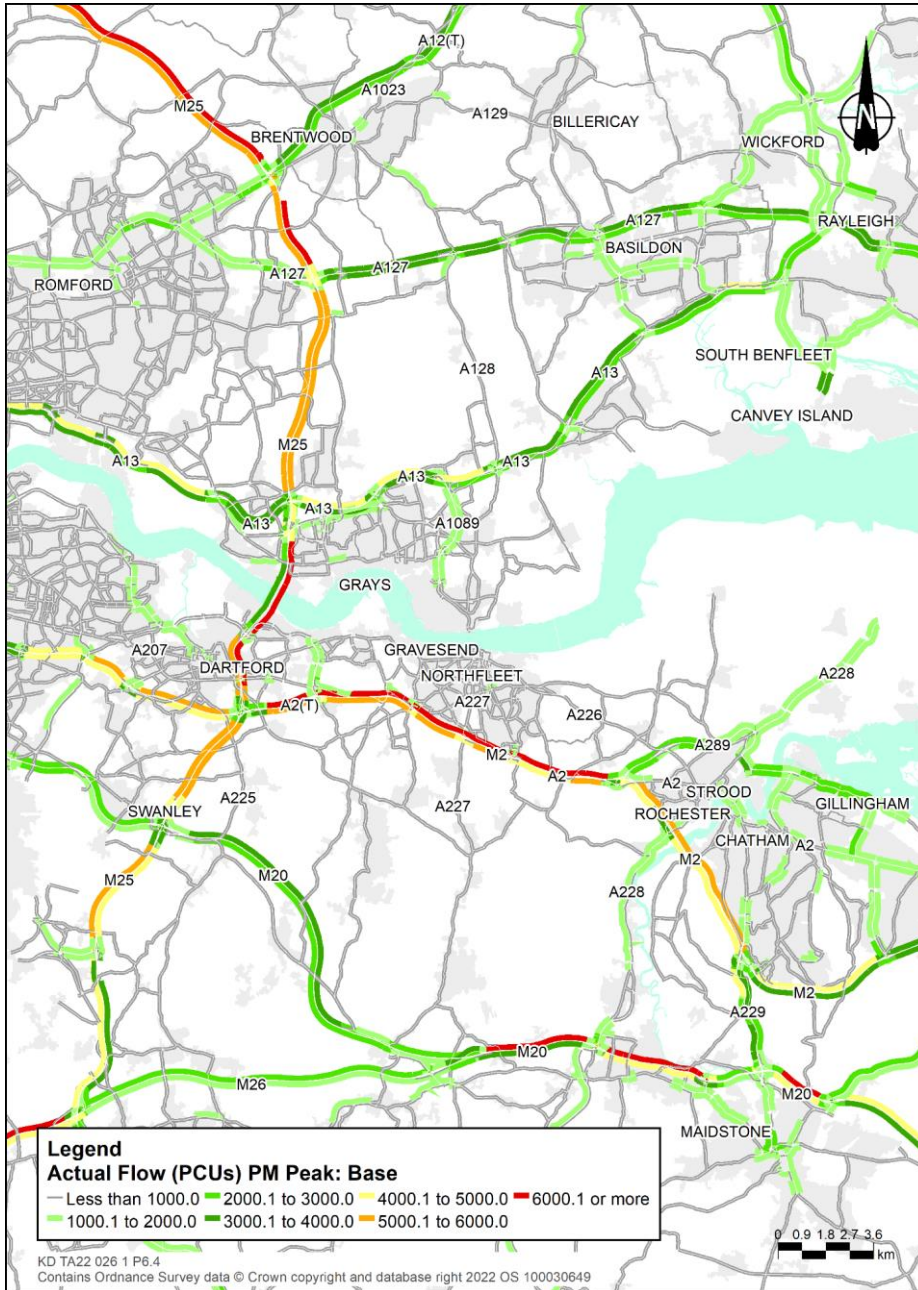 A12(T)
M25
A1023
BRENTWOOD
A129
BILLERICAY
WICKFORD
N
A127
RAYLEIGH
BASILDON
A127
A127
ROMFORD
SOUTH BENFLEET
A128
A13
CANVEY ISLAND
M25
A13
A13
A13
A13
A13
A1089
GRAYS
A207
GRAVESEND
DARTFORD
NORTHFLEET
A228
A2(T)
A227
A226
M2
A289
A2
A2
STROOD
SWANLEY
A225
A227
GILLINGHAM
ROCHESTER
CHATHAM
A2
M2
M25
M20
A228
M2
A229
M20
M26
M20
MAIDSTONE
Legend
Actual Flow (PCUs) PM Peak: Base
Less than 1000.0 2000.1 to 3000.0 4000.1 to 5000.0 6000.1 or more
1000.1 to 2000.0 3000.1 to 4000.0 5000.1 to 6000.0
0 0.9 1.8 2.7 3.6
km
KD TA22 026 1 P6.4
Contains Ordnance Survey data © Crown copyright and database right 2022 OS 100030649